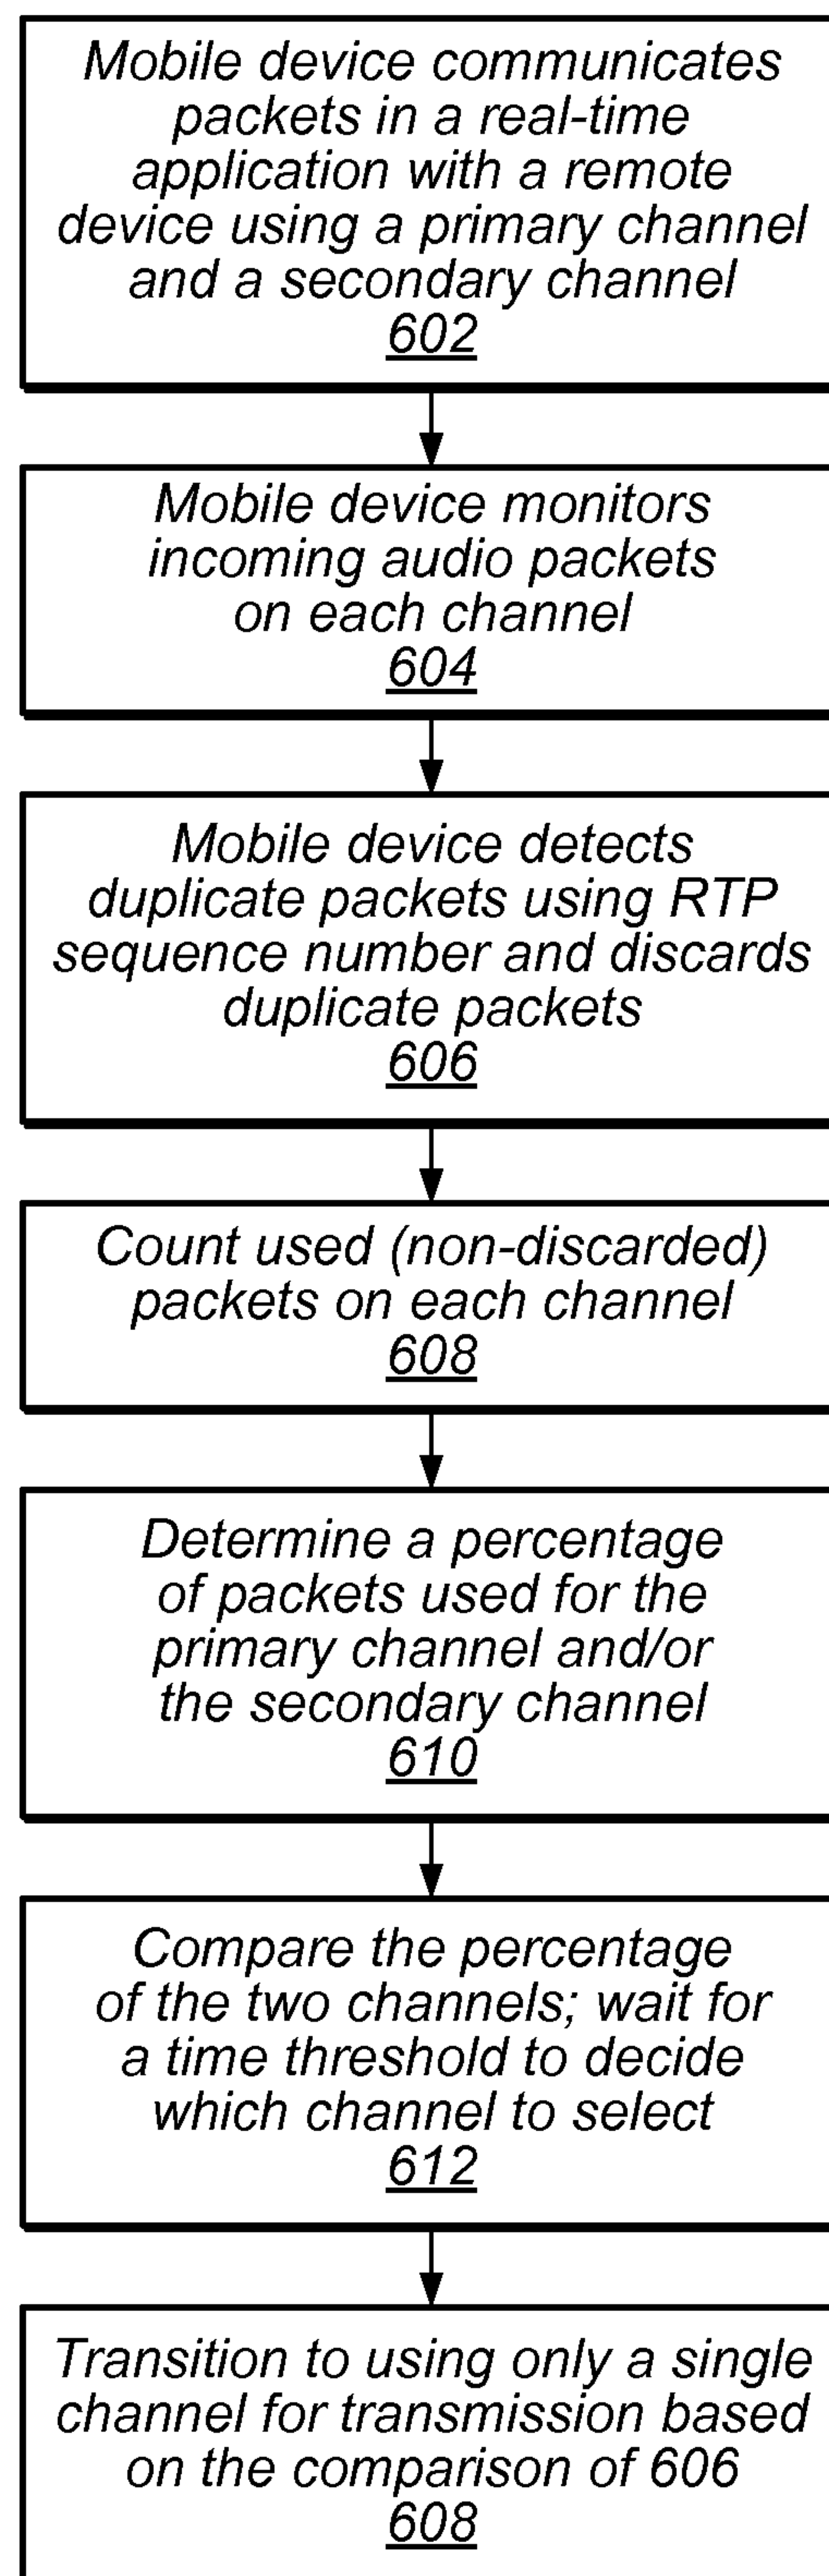 Mobile device communicates
packets in a real-time
application with a remote
device using a primary channel
and a secondary channel
602
Mobile device monitors
incoming audio packets
on each channel
604
Mobile device detects
duplicate packets using RTP
sequence number and discards
duplicate packets
606
Count used (non-discarded)
packets on each channel
608
Determine a percentage
of packets used for the
primary channel and/or
the secondary channel
610
Compare the percentage
of the two channels; wait for
a time threshold to decide
which channel to select
612
Transition to using only a single
channel for transmission based
on the comparison of 606
608